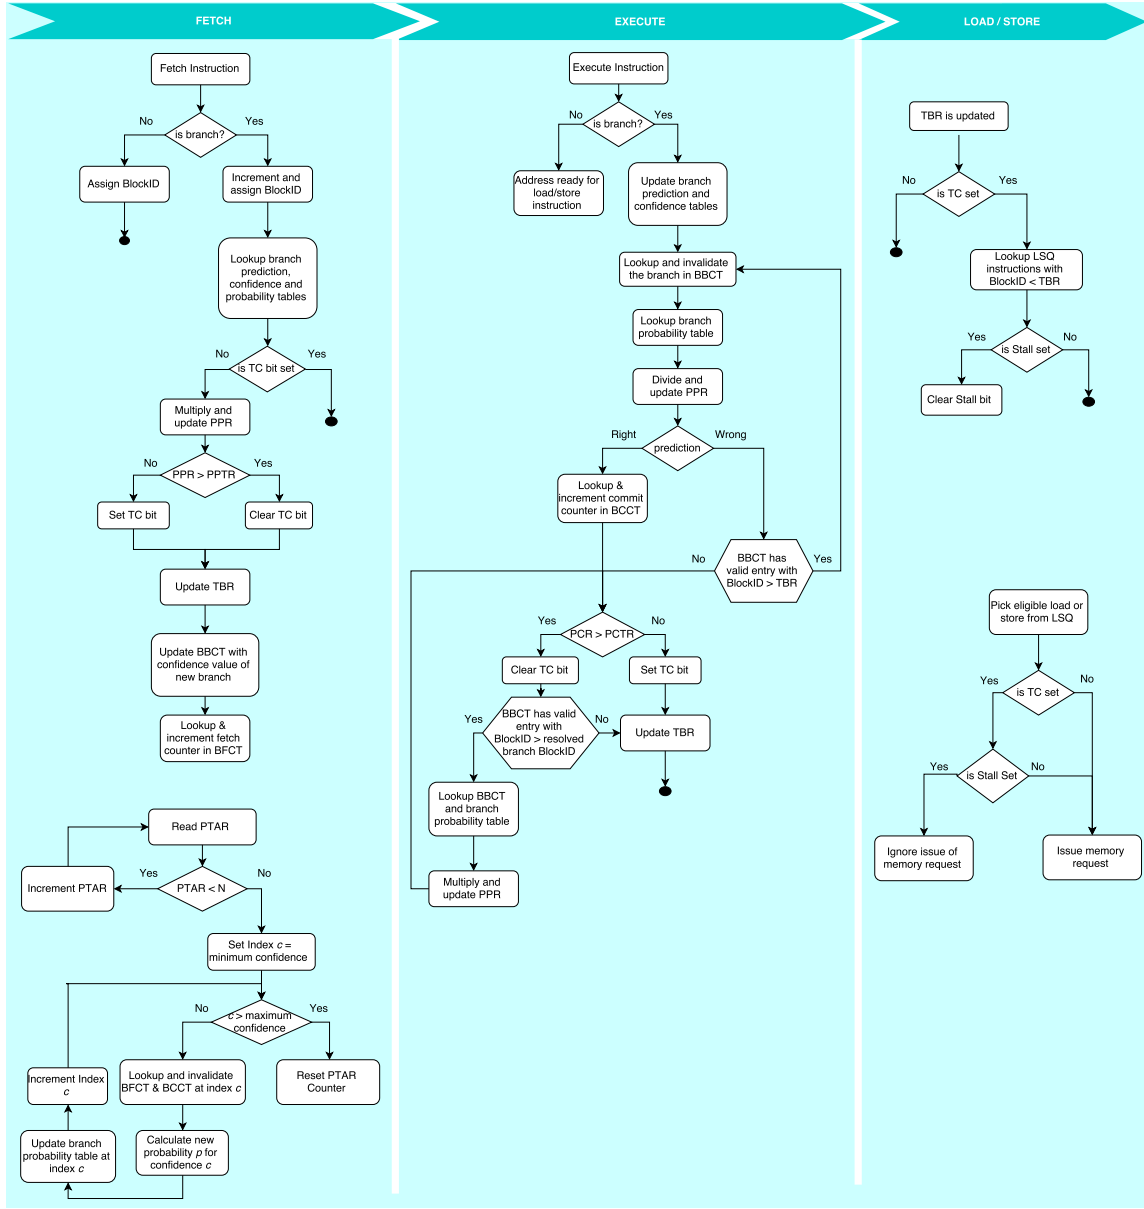 FETCH
Fetch Instruction
is branch?
No
Yes
Assign BlockID
Increment and
assign BlockID
Lookup branch
prediction,
confidence and
probability tables
is TC bit set
No
Yes
Multiply and
update PPR
PPR > PPTR
No
Yes
Set TC bit
Clear TC bit
Update TBR
Update BBCT with
confidence value of
new branch
Lookup &
increment fetch
counter in BFCT
Read PTAR
PTAR < N
Yes
No
Increment PTAR
Set Index c =
minimum confidence
c > maximum
confidence
No
Yes
Lookup and invalidate
BFCT & BCCT at index c
Reset PTAR
Counter
Increment Index
c
Calculate new
probability p for
confidence c
Update branch
probability table at
index c
EXECUTE
Execute Instruction
is branch?
No
Yes
Address ready for
load/store
instruction
Update branch
prediction and
confidence tables
Lookup and invalidate
the branch in BBCT
Lookup branch
probability table
Divide and
update PPR
prediction
Right
Wrong
Lookup &
increment commit
counter in BCCT
BBCT has
valid entry with
BlockID > TBR
No
Yes
PCR > PCTR
Yes
No
Clear TC bit
Set TC bit
BBCT has valid
entry with
BlockID > resolved
branch BlockID
Yes
No
Update TBR
Lookup BBCT
and branch
probability table
Multiply and
update PPR
LOAD / STORE
TBR is updated
is TC set
No
Yes
Lookup LSQ
instructions with
BlockID < TBR
is Stall set
Yes
No
Clear Stall bit
Pick eligible load or
store from LSQ
is TC set
Yes
No
is Stall Set
Yes
No
Ignore issue of
memory request
Issue memory
request